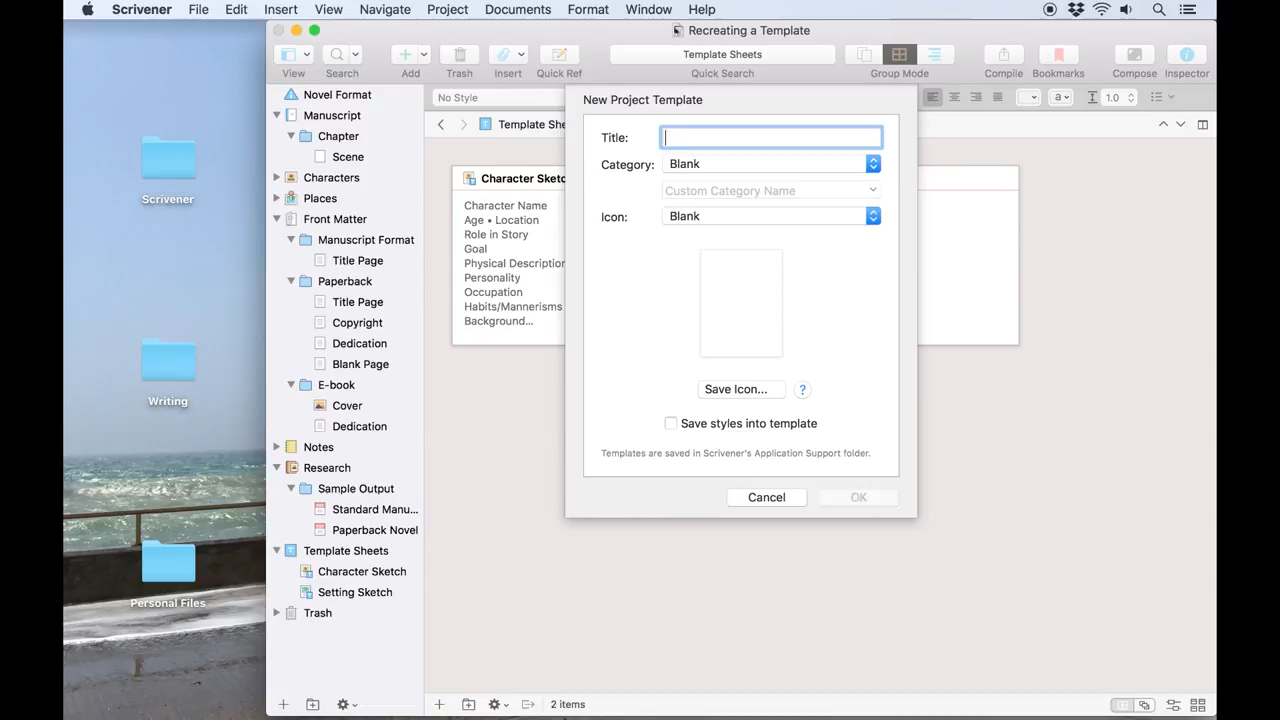 Scrivener File Edit Insert View Navigate Project Documents Format Window Help
Recreating a Template
Template Sheets
View Search Add Trash Insert Quick Ref Quick Search Group Mode Compile Bookmarks Compose Inspector
No Style
a
1.0
Template She
Novel Format
Manuscript
Chapter
Scene
Characters
Places
Front Matter
Manuscript Format
Title Page
Paperback
Title Page
Copyright
Dedication
Blank Page
E-book
Cover
Dedication
Notes
Research
Sample Output
Standard Manu...
Paperback Novel
Template Sheets
Character Sketch
Setting Sketch
Trash
Scrivener
Writing
Personal Files
Character Sketc
Character Name
Age • Location
Role in Story
Goal
Physical Description
Personality
Occupation
Habits/Mannerisms
Background...
New Project Template
Title:
Category: Blank
Custom Category Name
Icon: Blank
Save Icon... ?
Save styles into template
Templates are saved in Scrivener's Application Support folder.
Cancel OK
2 items